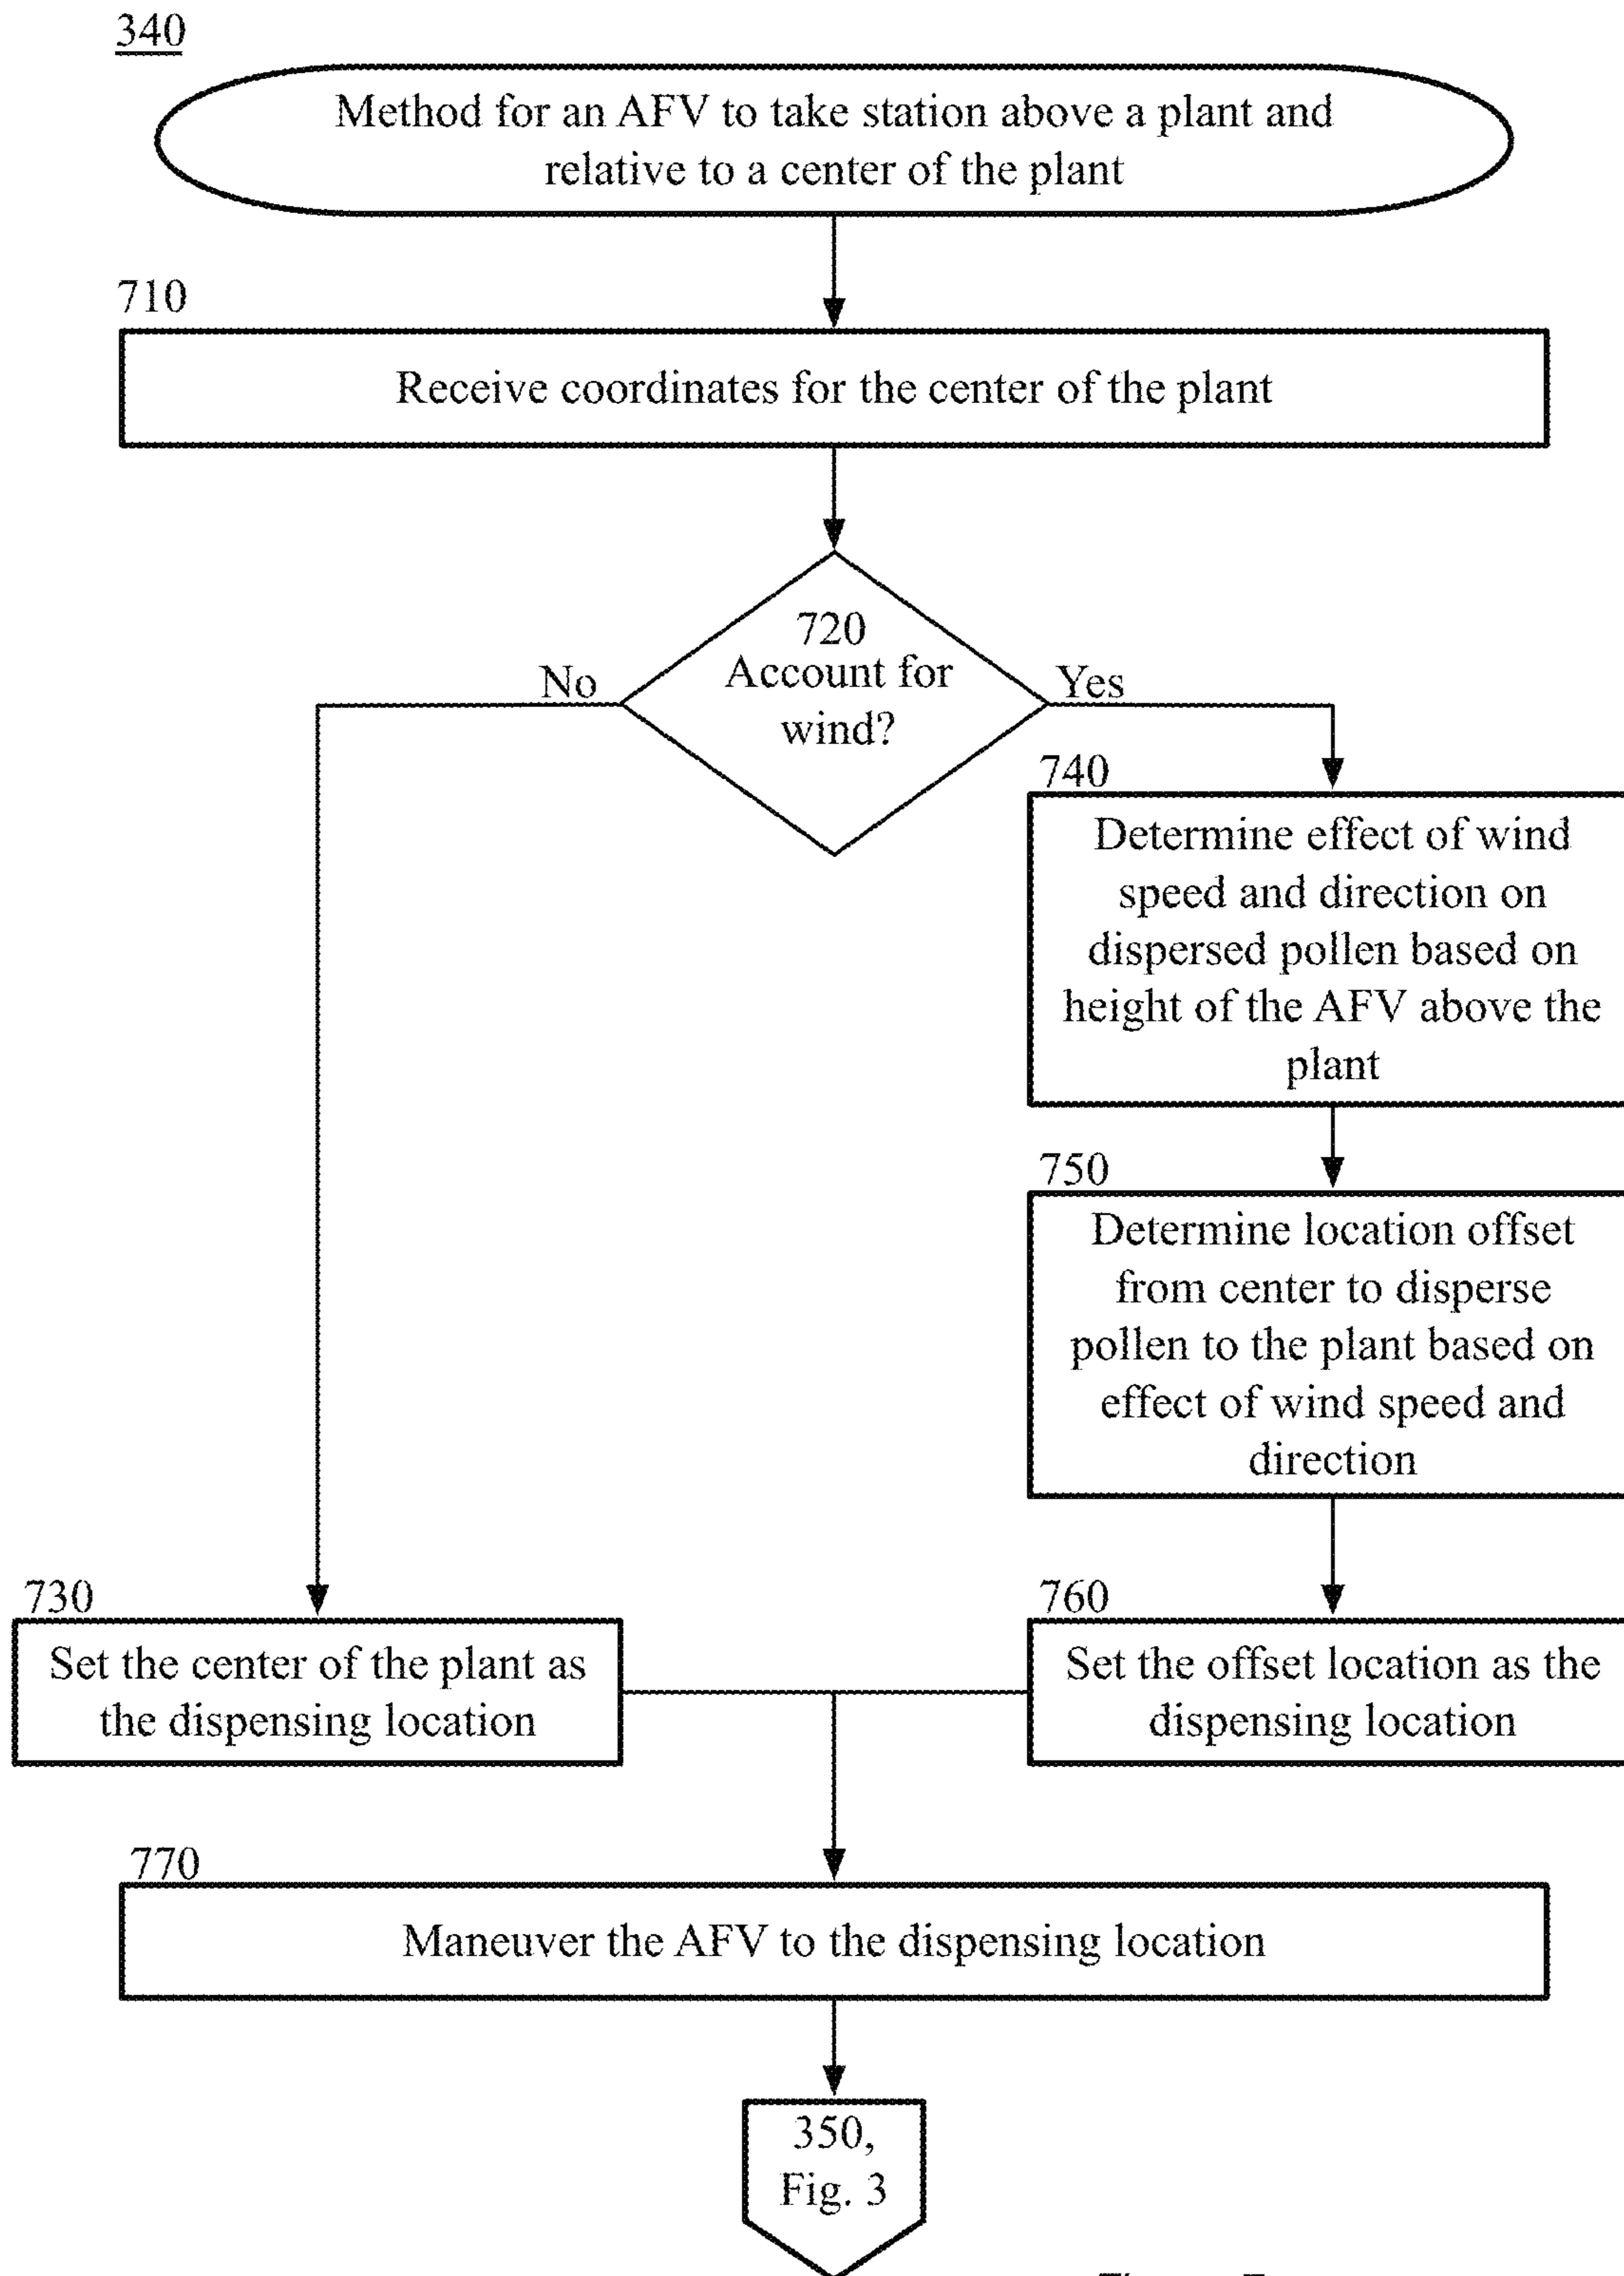 340
Method for an AFV to take station above a plant and
relative to a center of the plant
710
Receive coordinates for the center of the plant
720
Account for
wind?
No
Yes
740
Determine effect of wind
speed and direction on
dispersed pollen based on
height of the AFV above the
plant
750
Determine location offset
from center to disperse
pollen to the plant based on
effect of wind speed and
direction
730
Set the center of the plant as
the dispensing location
760
Set the offset location as the
dispensing location
770
Maneuver the AFV to the dispensing location
350,
Fig. 3